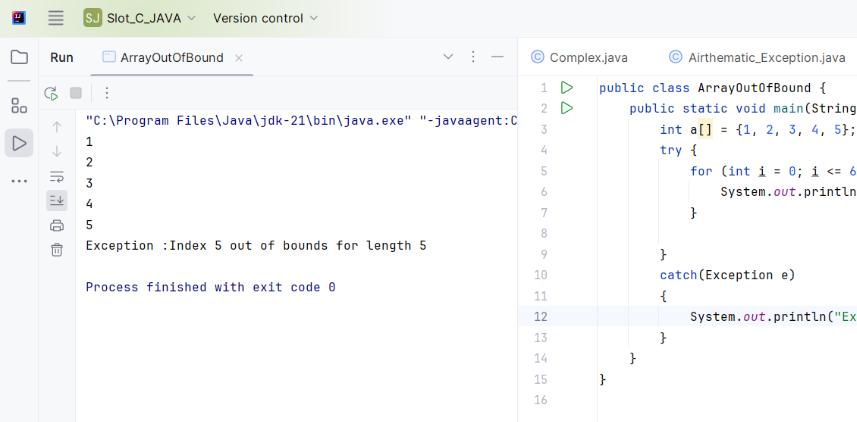 SJ Slot_C_JAVA Version control
Run ArrayOutOfBound
"C:\Program Files\Java\jdk-21\bin\java.exe" "-javaagent:C
1
2
3
4
5
Exception :Index 5 out of bounds for length 5
Process finished with exit code 0
Complex.java Airthematic_Exception.java
1 public class ArrayOutOfBound {
2 public static void main(String
3 int a[] = {1, 2, 3, 4, 5};
4 try {
5 for (int i = 0; i <= 6
6 System.out.println
7 }
8
9 }
10 catch(Exception e)
11 {
12 System.out.println("Ex
13 }
14 }
15 }
16